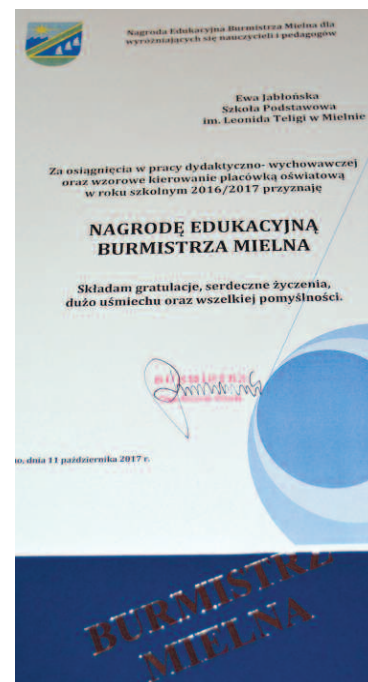 Nagroda Edukacyjna Burmistrza Mielna dla
wyróżniających się nauczycieli i pedagogów
Ewa Jabłońska
Szkoła Podstawowa
im. Leonida Teligi w Mielnie
Za osiągnięcia w pracy dydaktyczno- wychowawczej
oraz wzorowe kierowanie placówką oświatową
w roku szkolnym 2016/2017 przyznaję
NAGRODĘ EDUKACYJNĄ
BURMISTRZA MIELNA
Składam gratulacje, serdeczne życzenia,
dużo uśmiechu oraz wszelkiej pomyślności.
no, dnia 11 października 2017 r.
BURMISTRZ
MIELNA